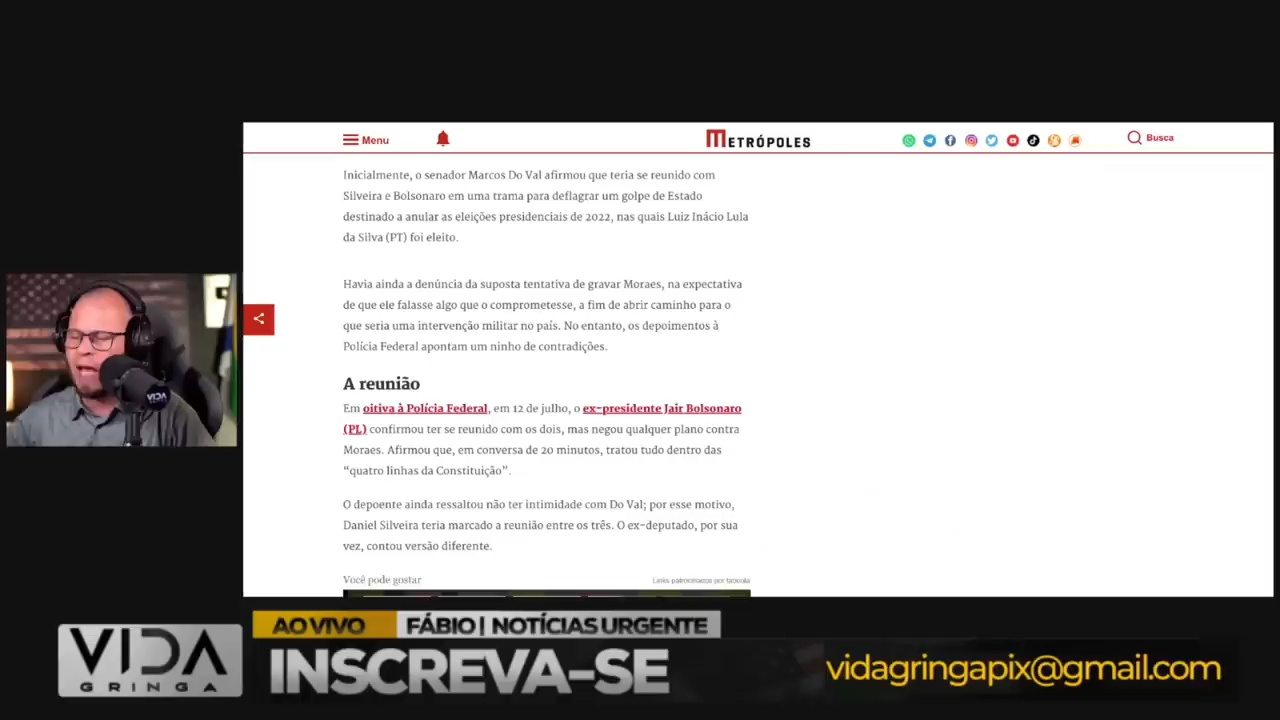 Menu
METRÓPOLES
Busca
Inicialmente, o senador Marcos Do Val afirmou que teria se reunido com
Silveira e Bolsonaro em uma trama para deflagrar um golpe de Estado
destinado a anular as eleições presidenciais de 2022, nas quais Luiz Inácio Lula
da Silva (PT) foi eleito.
Havia ainda a denúncia da suposta tentativa de gravar Moraes, na expectativa
de que ele falasse algo que o comprometesse, a fim de abrir caminho para o
que seria uma intervenção militar no país. No entanto, os depoimentos à
Polícia Federal apontam um ninho de contradições.
A reunião
Em oitiva à Polícia Federal, em 12 de julho, o ex-presidente Jair Bolsonaro
(PL) confirmou ter se reunido com os dois, mas negou qualquer plano contra
Moraes. Afirmou que, em conversa de 20 minutos, tratou tudo dentro das
“quatro linhas da Constituição”.
O depoente ainda ressaltou não ter intimidade com Do Val; por esse motivo,
Daniel Silveira teria marcado a reunião entre os três. O ex-deputado, por sua
vez, contou versão diferente.
Você pode gostar
Links patrocinados por taboola
VIDA
AO VIVO
FÁBIO | NOTÍCIAS URGENTE
VIDA
GRINGA
INSCREVA-SE
vidagringapix@gmail.com